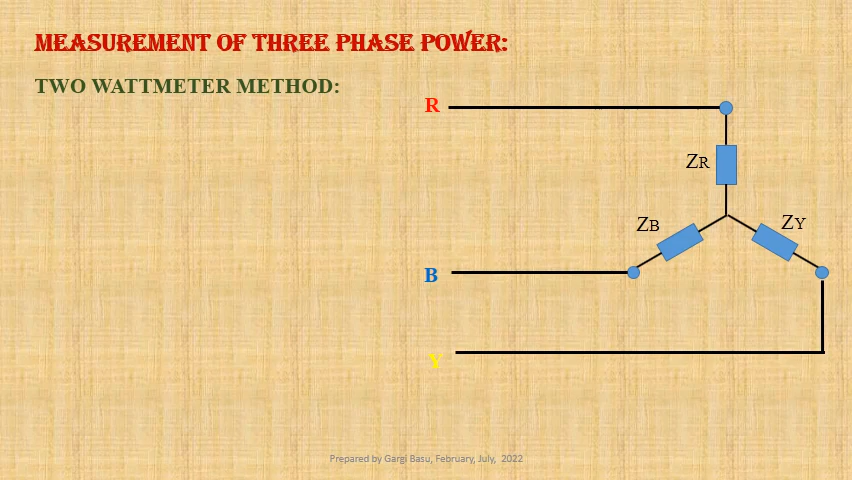 MEASUREMENT OF THREE PHASE POWER:
TWO WATTMETER METHOD:
R
ZR
ZB
ZY
B
Y
Prepared by Gargi Basu, February, July, 2022